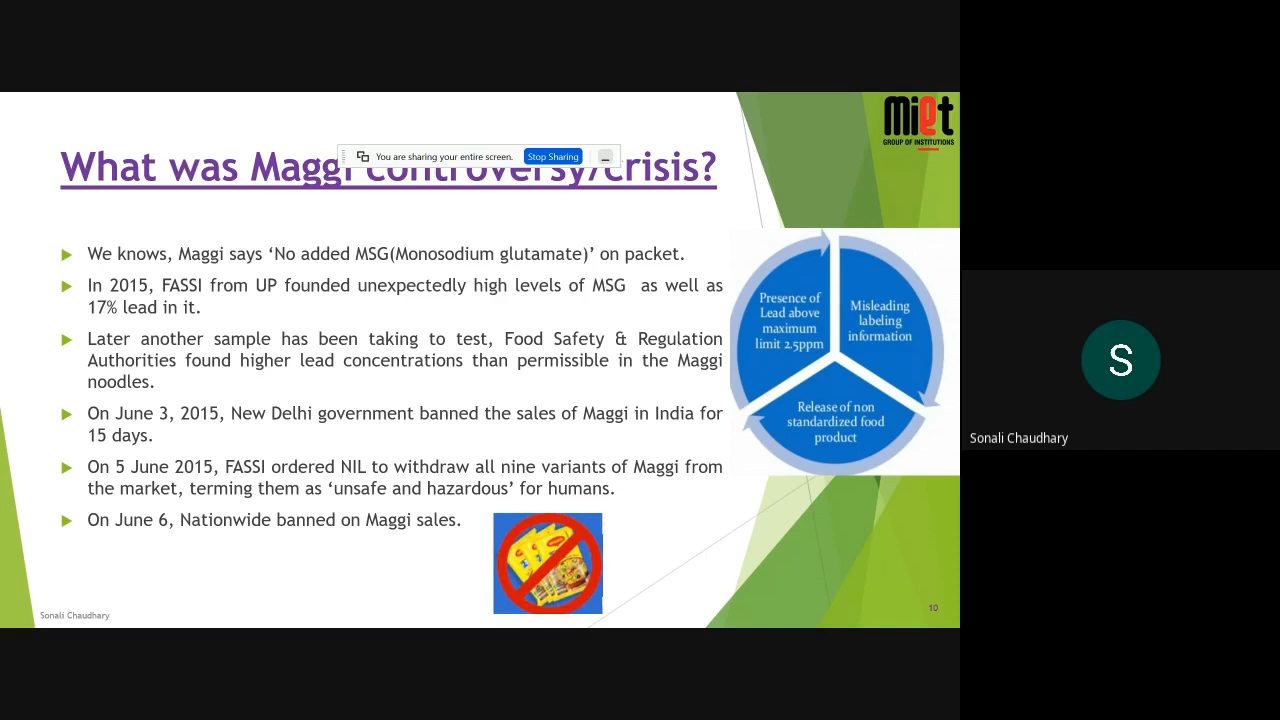 miet
GROUP OF INSTITUTIONS
You are sharing your entire screen.
Stop Sharing
What was Maggi controversy/crisis?
We knows, Maggi says ‘No added MSG(Monosodium glutamate)’ on packet.
In 2015, FASSI from UP founded unexpectedly high levels of MSG as well as
17% lead in it.
Later another sample has been taking to test, Food Safety & Regulation
Authorities found higher lead concentrations than permissible in the Maggi
noodles.
On June 3, 2015, New Delhi government banned the sales of Maggi in India for
15 days.
On 5 June 2015, FASSI ordered NIL to withdraw all nine variants of Maggi from
the market, terming them as ‘unsafe and hazardous’ for humans.
On June 6, Nationwide banned on Maggi sales.
Presence of
Lead above
maximum
limit 2.5ppm
Misleading
labeling
information
Release of non
standardized food
product
Sonali Chaudhary
10
S
Sonali Chaudhary